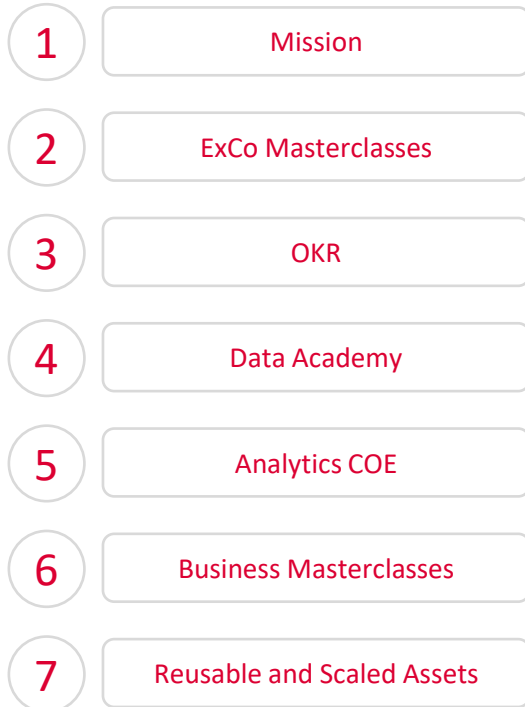 1 Mission
2 ExCo Masterclasses
3 OKR
4 Data Academy
5 Analytics COE
6 Business Masterclasses
7 Reusable and Scaled Assets